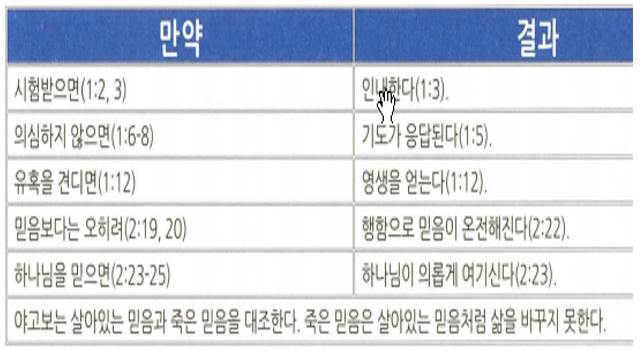 만약 결과
시험받으면(1:2, 3) 인내한다(1:3).
의심하지 않으면(1:6-8) 기도가 응답된다(1:5).
유혹을 견디면(1:12) 영생을 얻는다(1:12).
믿음보다는 오히려(2:19, 20) 행함으로 믿음이 온전해진다(2:22).
하나님을 믿으면(2:23-25) 하나님이 의롭게 여기신다(2:23).
야고보는 살아있는 믿음과 죽은 믿음을 대조한다. 죽은 믿음은 살아있는 믿음처럼 삶을 바꾸지 못한다.